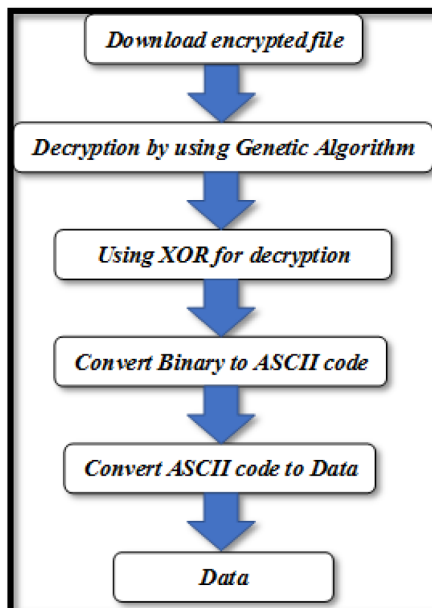 Download encrypted file
Decryption by using Genetic Algorithm
Using XOR for decryption
Convert Binary to ASCII code
Convert ASCII code to Data
Data